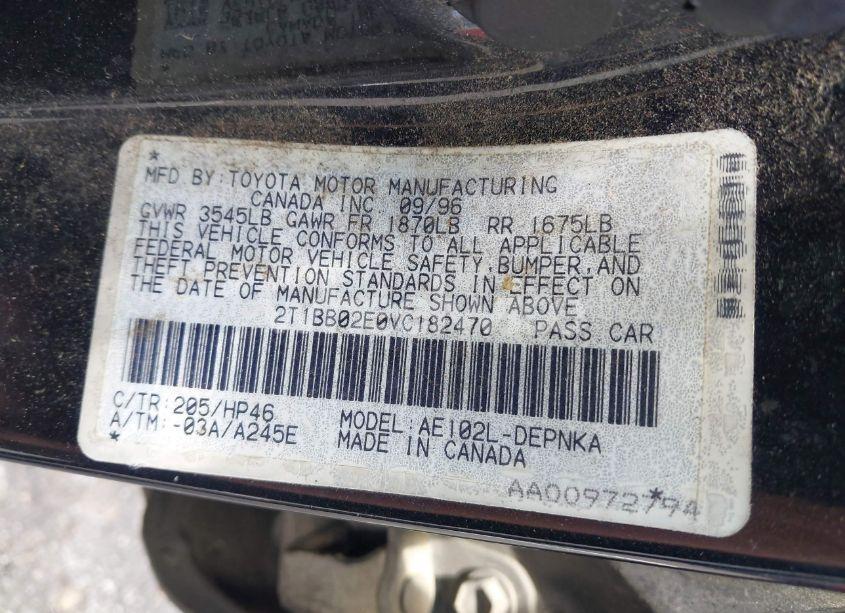 *
MFD BY:TOYOTA MOTOR MANUFACTURING
CANADA INC 09/96
GVWR 3545LB GAWR FR 1870LB RR 1675LB
THIS VEHICLE CONFORMS TO ALL APPLICABLE
FEDERAL MOTOR VEHICLE SAFETY,BUMPER,AND
THEFT PREVENTION STANDARDS IN EFFECT ON
THE DATE OF MANUFACTURE SHOWN ABOVE
2T1BB02E0VC182470 PASS CAR
C/TR:205/HP46 MODEL:AE102L-DEPNKA
A/TM:-03A/A245E MADE IN CANADA
* *
AA00972794